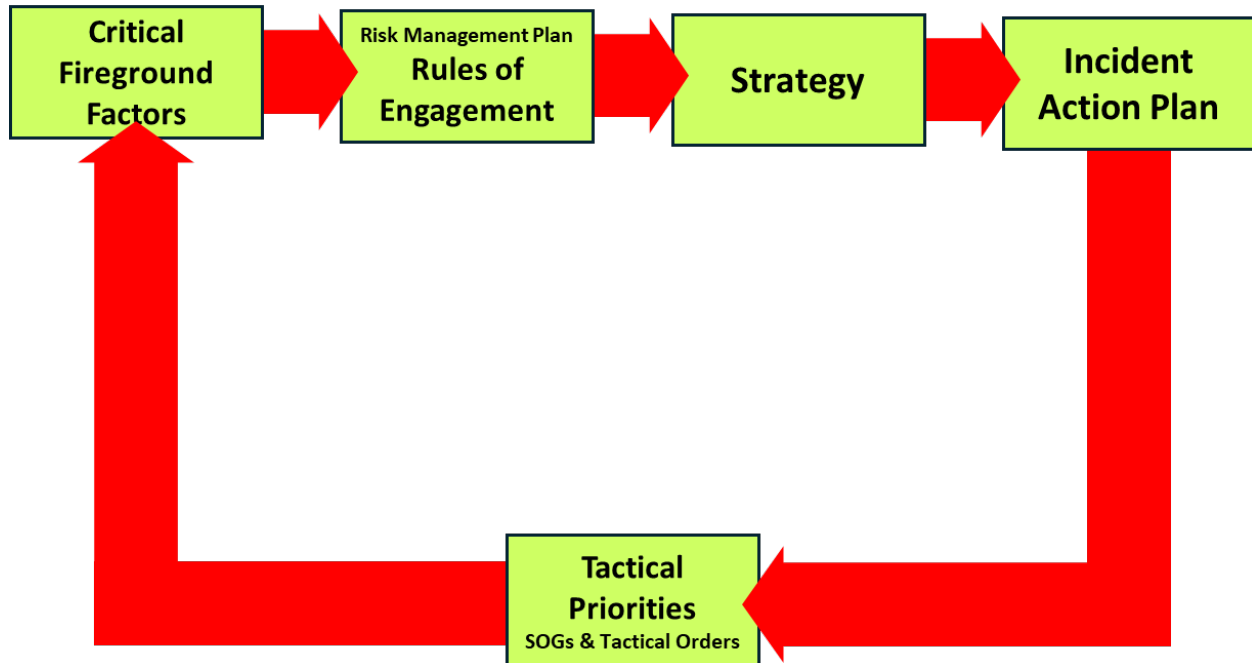 Critical
Fireground
Factors
Risk Management Plan
Rules of
Engagement
Strategy
Incident
Action Plan
Tactical
Priorities
SOGs & Tactical Orders